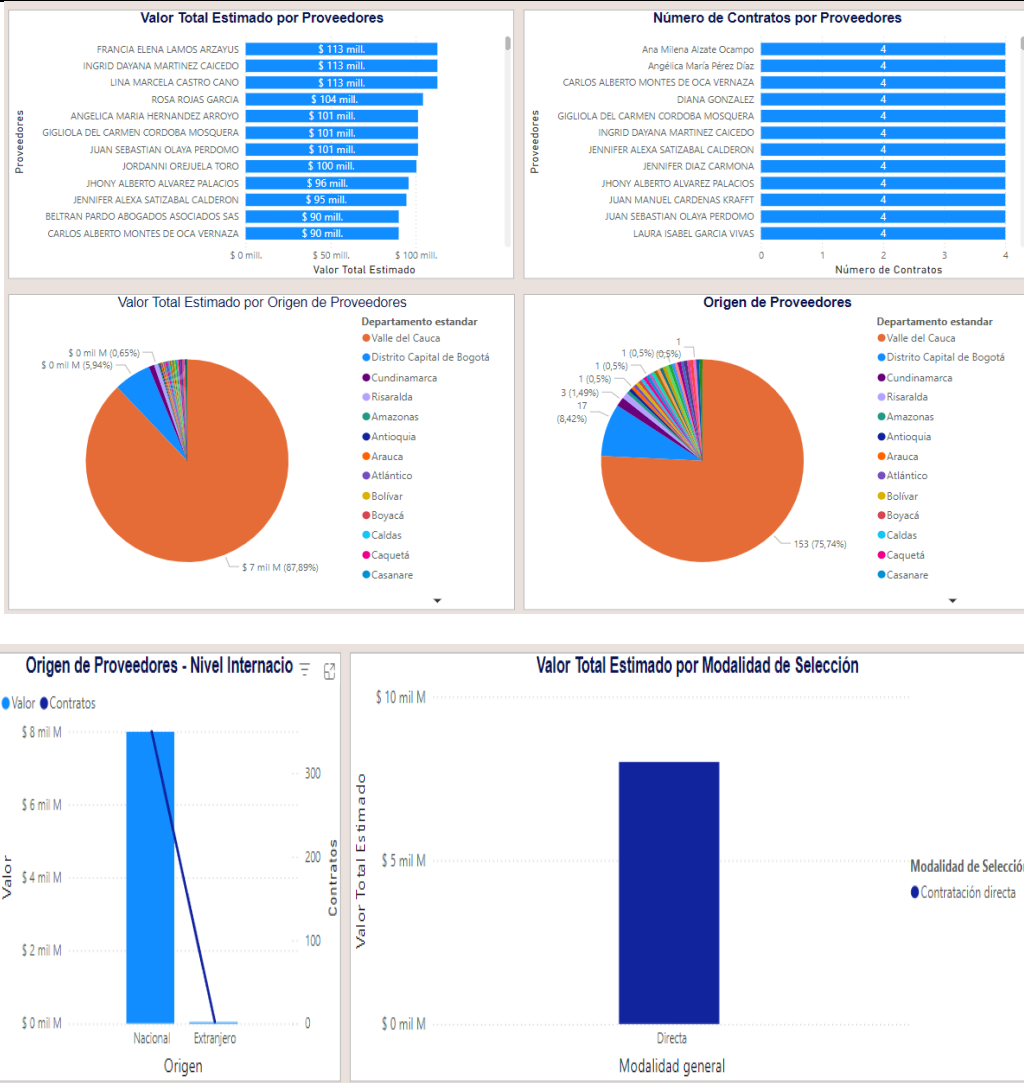 Valor Total Estimado por Proveedores
Proveedores
FRANCIA ELENA LAMOS ARZAYUS $ 113 mill.
INGRID DAYANA MARTINEZ CAICEDO $ 113 mill.
LINA MARCELA CASTRO CANO $ 113 mill.
ROSA ROJAS GARCIA $ 104 mill.
ANGELICA MARIA HERNANDEZ ARROYO $ 101 mill.
GIGLIOLA DEL CARMEN CORDOBA MOSQUERA $ 101 mill.
JUAN SEBASTIAN OLAYA PERDOMO $ 101 mill.
JORDANNI OREJUELA TORO $ 100 mill.
JHONY ALBERTO ALVAREZ PALACIOS $ 96 mill.
JENNIFER ALEXA SATIZABAL CALDERON $ 95 mill.
BELTRAN PARDO ABOGADOS ASOCIADOS SAS $ 90 mill.
CARLOS ALBERTO MONTES DE OCA VERNAZA $ 90 mill.
$ 0 mill. $ 50 mill. $ 100 mill.
Valor Total Estimado
Número de Contratos por Proveedores
Proveedores
Ana Milena Alzate Ocampo 4
Angélica María Pérez Díaz 4
CARLOS ALBERTO MONTES DE OCA VERNAZA 4
DIANA GONZALEZ 4
GIGLIOLA DEL CARMEN CORDOBA MOSQUERA 4
INGRID DAYANA MARTINEZ CAICEDO 4
JENNIFER ALEXA SATIZABAL CALDERON 4
JENNIFER DIAZ CARMONA 4
JHONY ALBERTO ALVAREZ PALACIOS 4
JUAN MANUEL CARDENAS KRAFFT 4
JUAN SEBASTIAN OLAYA PERDOMO 4
LAURA ISABEL GARCIA VIVAS 4
0 1 2 3 4
Número de Contratos
Valor Total Estimado por Origen de Proveedores
$ 0 mil M (0,65%)
$ 0 mil M (5,94%)
$ 7 mil M (87,89%)
Departamento estandar
Valle del Cauca
Distrito Capital de Bogotá
Cundinamarca
Risaralda
Amazonas
Antioquia
Arauca
Atlántico
Bolívar
Boyacá
Caldas
Caquetá
Casanare
Origen de Proveedores
1
1 (0,5%) (0,5%)
1 (0,5%)
1 (0,5%)
3 (1,49%)
17
(8,42%)
153 (75,74%)
Departamento estandar
Valle del Cauca
Distrito Capital de Bogotá
Cundinamarca
Risaralda
Amazonas
Antioquia
Arauca
Atlántico
Bolívar
Boyacá
Caldas
Caquetá
Casanare
Origen de Proveedores - Nivel Internacio
Valor Contratos
Valor
$ 8 mil M
$ 6 mil M
$ 4 mil M
$ 2 mil M
$ 0 mil M
300
200
100
0
Contratos
Nacional Extranjero
Origen
Valor Total Estimado por Modalidad de Selección
Valor Total Estimado
$ 10 mil M
$ 5 mil M
$ 0 mil M
Directa
Modalidad general
Modalidad de Selección
Contratación directa